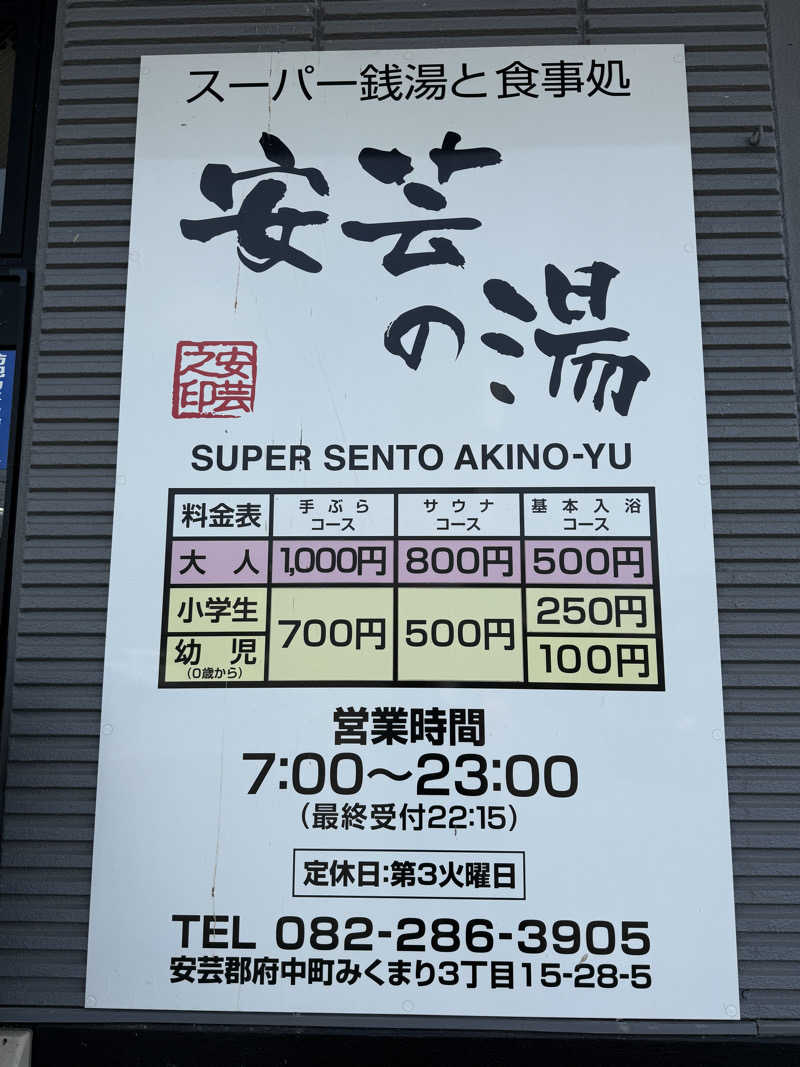 スーパー銭湯と食事処
安芸
の湯
安芸之印
SUPER SENTO AKINO-YU
料金表 手ぶらコース サウナコース 基本入浴コース
大人 1,000円 800円 500円
小学生 700円 500円 250円
幼児(0歳から) 100円
営業時間
7:00〜23:00
(最終受付22:15)
定休日:第3火曜日
TEL 082-286-3905
安芸郡府中町みくまり3丁目15-28-5